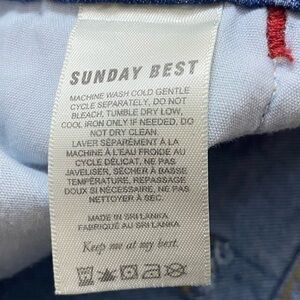 SUNDAY BEST
MACHINE WASH COLD GENTLE
CYCLE SEPARATELY, DO NOT
BLEACH, TUMBLE DRY LOW,
COOL IRON ONLY IF NEEDED. DO
NOT DRY CLEAN.
LAVER SÉPARÉMENT À LA
MACHINE À L'EAU FROIDE AU
CYCLE DÉLICAT, NE PAS
JAVELISER, SÉCHER À BASSE
TEMPÉRATURE, REPASSAGE
DOUX SI NÉCESSAIRE, NE PAS
NETTOYER À SEC.
MADE IN SRI LANKA
FABRIQUÉ AU SRI LANKA
Keep me at my best.